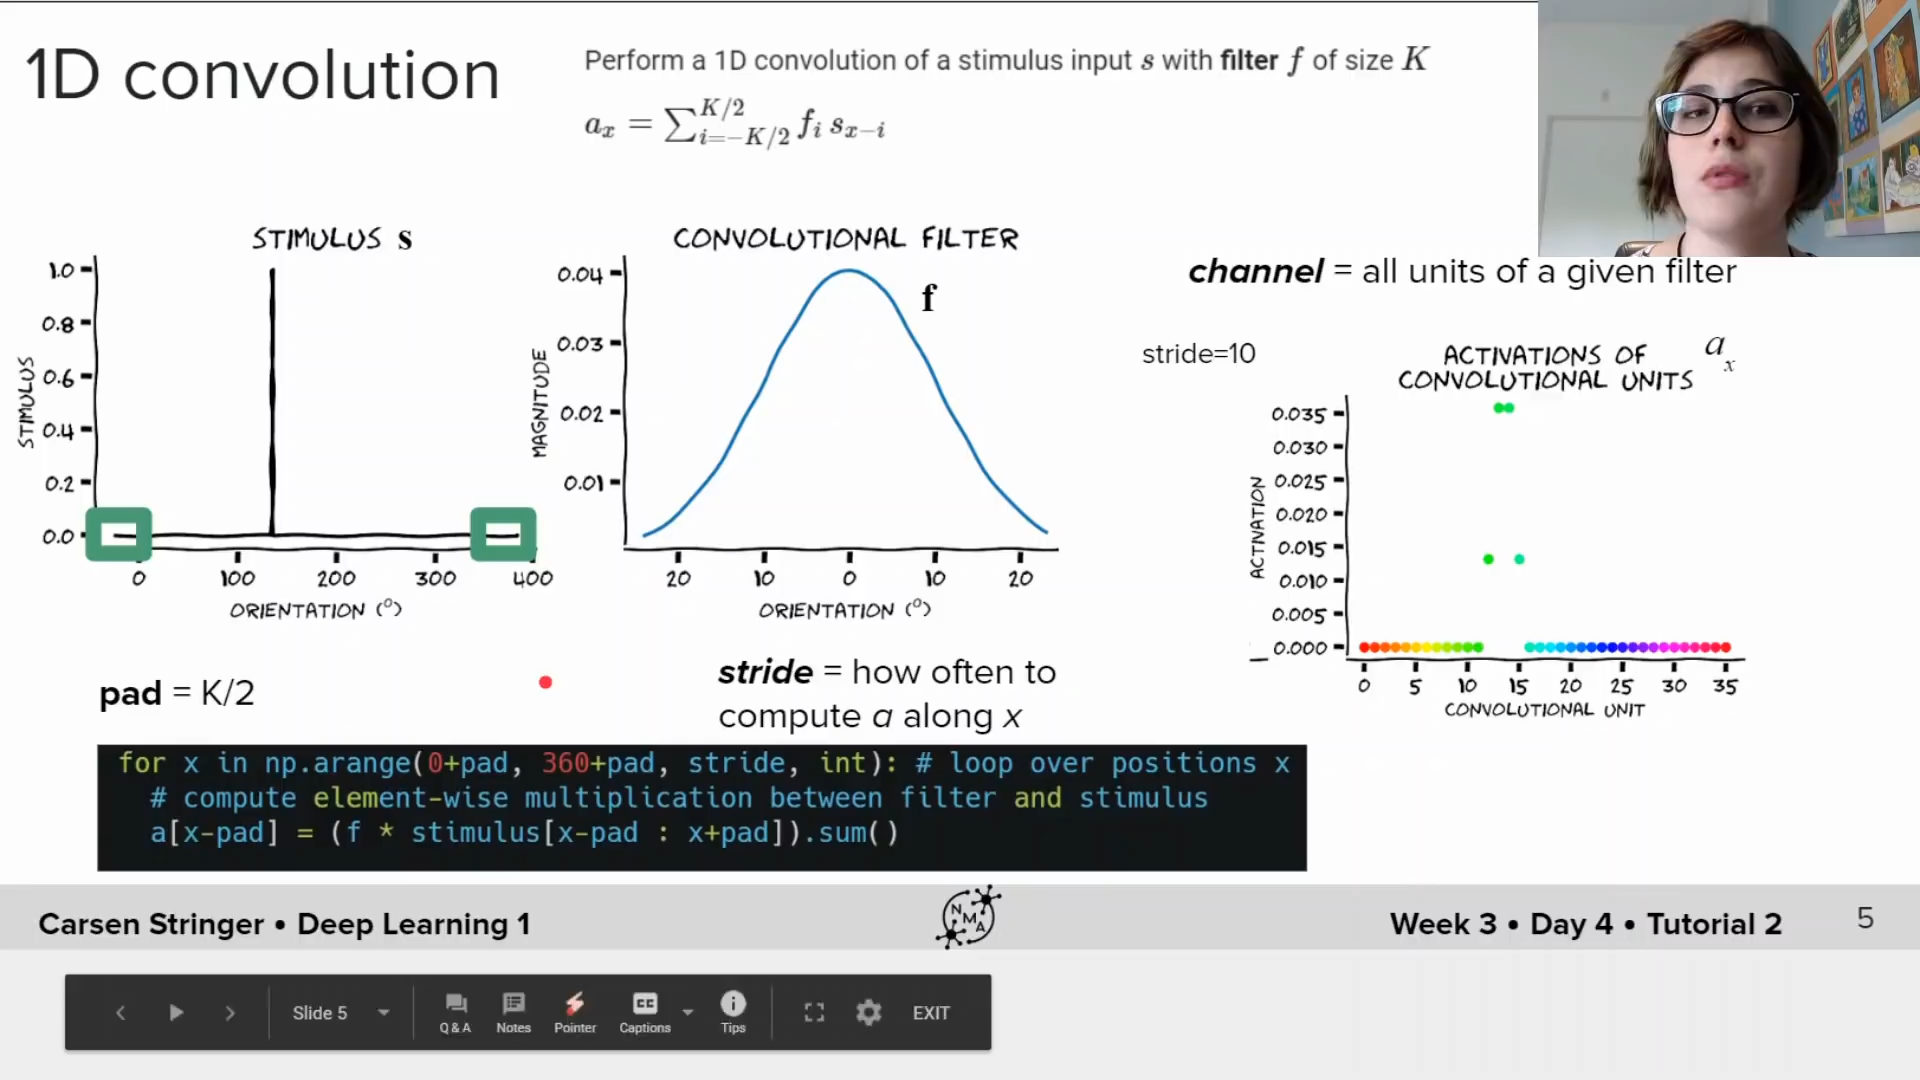 1D convolution
Perform a 1D convolution of a stimulus input s with filter f of size K
a_x = ∑_{i=−K/2}^{K/2} f_i s_{x−i}
STIMULUS s
1.0
0.8
0.6
0.4
0.2
0.0
STIMULUS
0 100 200 300 400
ORIENTATION (°)
CONVOLUTIONAL FILTER
f
0.04
0.03
0.02
0.01
MAGNITUDE
20 10 0 10 20
ORIENTATION (°)
channel = all units of a given filter
stride=10
ACTIVATIONS OF
CONVOLUTIONAL UNITS
a_x
0.035
0.030
0.025
0.020
0.015
0.010
0.005
0.000
ACTIVATION
0 5 10 15 20 25 30 35
CONVOLUTIONAL UNIT
pad = K/2
stride = how often to
compute a along x
for x in np.arange(0+pad, 360+pad, stride, int): # loop over positions x
# compute element-wise multiplication between filter and stimulus
a[x-pad] = (f * stimulus[x-pad : x+pad]).sum()
Carsen Stringer • Deep Learning 1
N
M
A
Week 3 • Day 4 • Tutorial 2
5
Slide 5
Q & A
Notes
Pointer
CC
Captions
Tips
EXIT